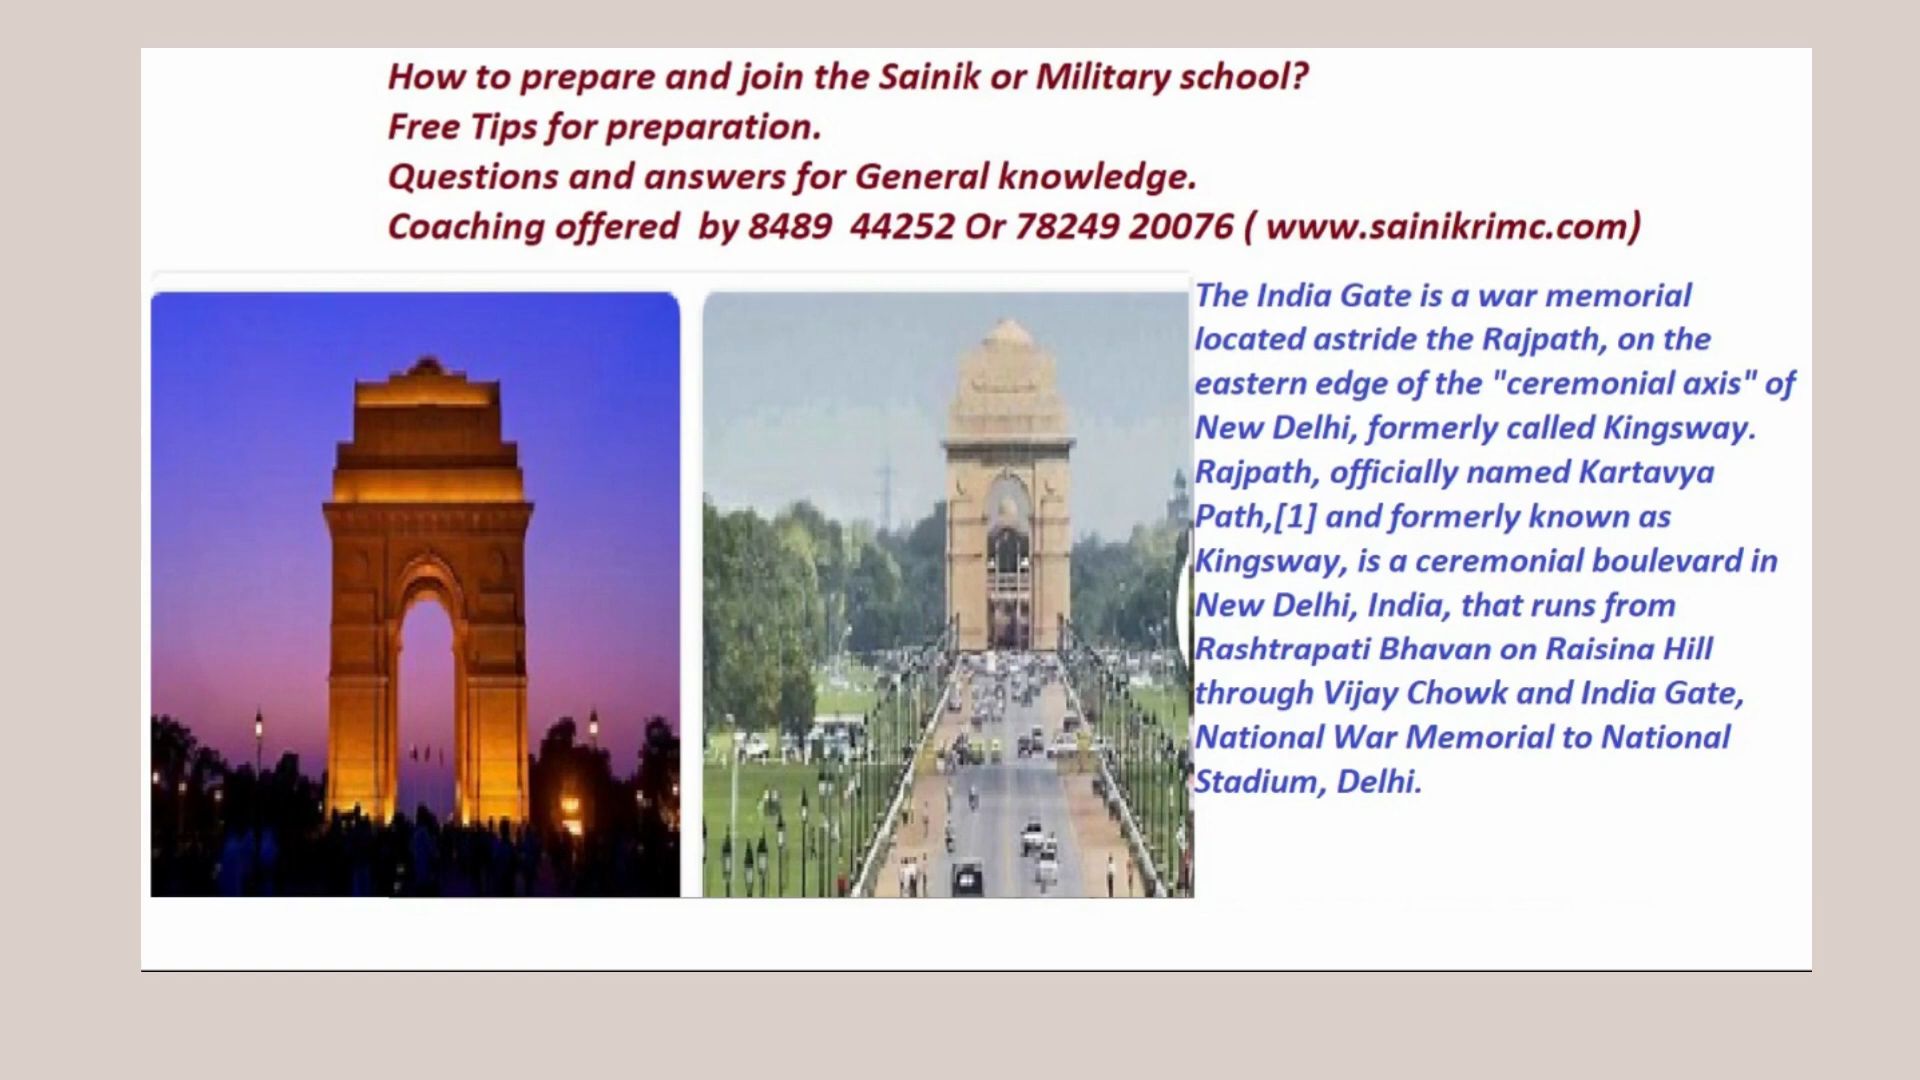 How to prepare and join the Sainik or Military school?
Free Tips for preparation.
Questions and answers for General knowledge.
Coaching offered  by 8489  44252 Or 78249 20076 ( www.sainikrimc.com)
The India Gate is a war memorial
located astride the Rajpath, on the
eastern edge of the "ceremonial axis" of
New Delhi, formerly called Kingsway.
Rajpath, officially named Kartavya
Path,[1] and formerly known as
Kingsway, is a ceremonial boulevard in
New Delhi, India, that runs from
Rashtrapati Bhavan on Raisina Hill
through Vijay Chowk and India Gate,
National War Memorial to National
Stadium, Delhi.